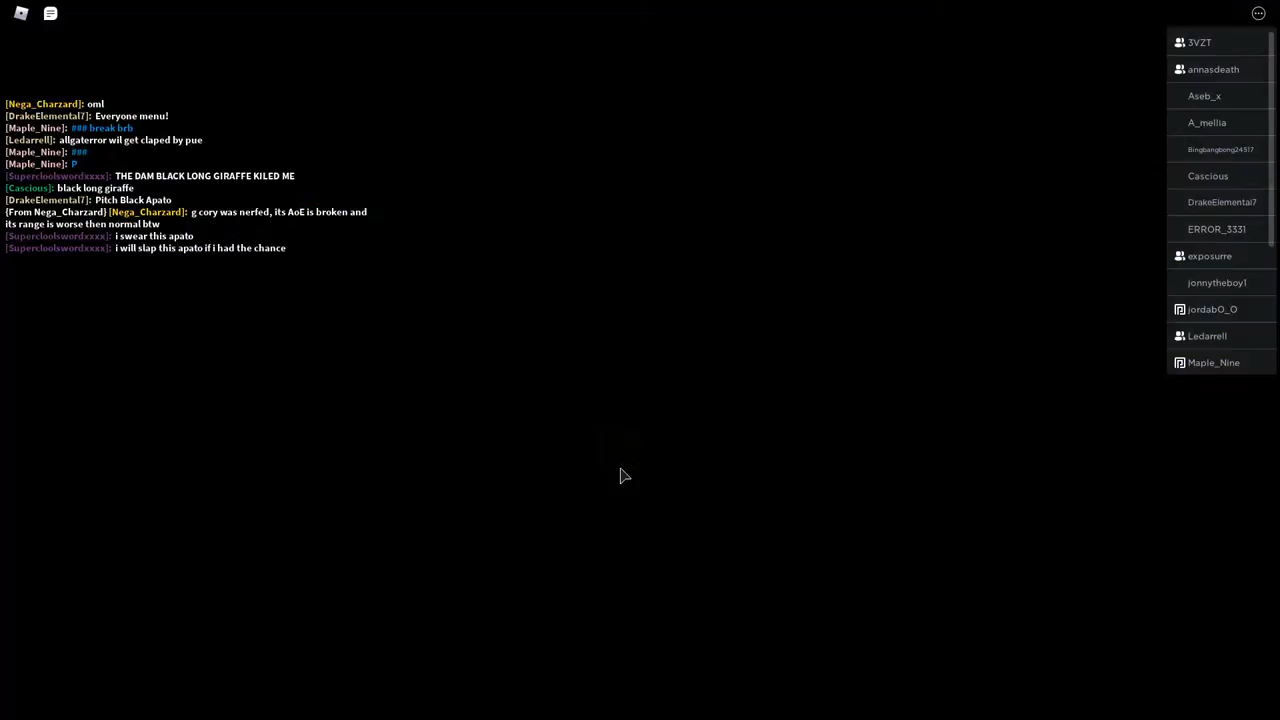 [Nega_Charzard]: oml
[DrakeElemental7]: Everyone menu!
[Maple_Nine]: ### break brb
[Ledarrell]: allgaterror wil get claped by pue
[Maple_Nine]: ###
[Maple_Nine]: P
[Supercloolswordxxxx]: THE DAM BLACK LONG GIRAFFE KILED ME
[Cascious]: black long giraffe
[DrakeElemental7]: Pitch Black Apato
{From Nega_Charzard} [Nega_Charzard]: g cory was nerfed, its AoE is broken and
its range is worse then normal btw
[Supercloolswordxxxx]: i swear this apato
[Supercloolswordxxxx]: i will slap this apato if i had the chance
3VZT
annasdeath
Aseb_x
A_mellia
Bingbangbong24517
Cascious
DrakeElemental7
ERROR_3331
exposurre
jonnytheboy1
jordabO_O
Ledarrell
Maple_Nine